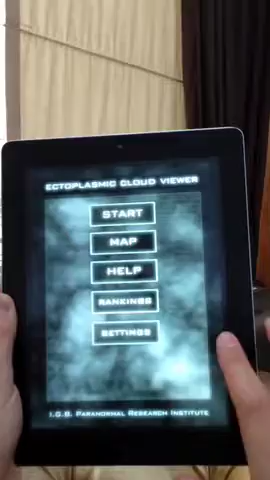 ECTOPLASMIC CLOUD VIEWER
START
MAP
HELP
RANKINGS
SETTINGS
I.G.B. PARANORMAL RESEARCH INSTITUTE